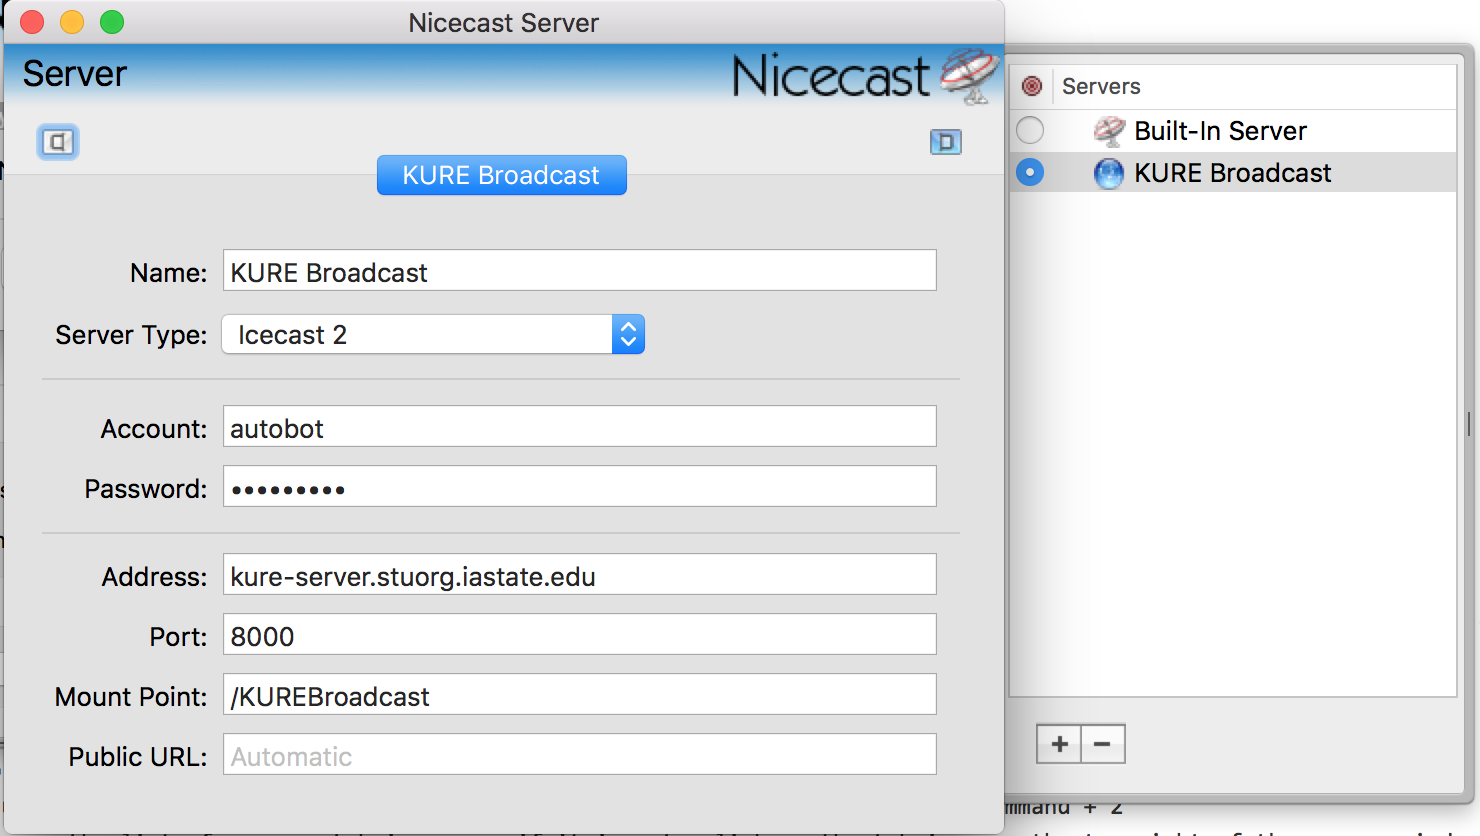 Nicecast Server
Server
Nicecast
KURE Broadcast
Name: KURE Broadcast
Server Type: Icecast 2
Account: autobot
Password: •••••••••
Address: kure-server.stuorg.iastate.edu
Port: 8000
Mount Point: /KUREBroadcast
Public URL: Automatic
Servers
Built-In Server
KURE Broadcast
+ −
mmand + 2